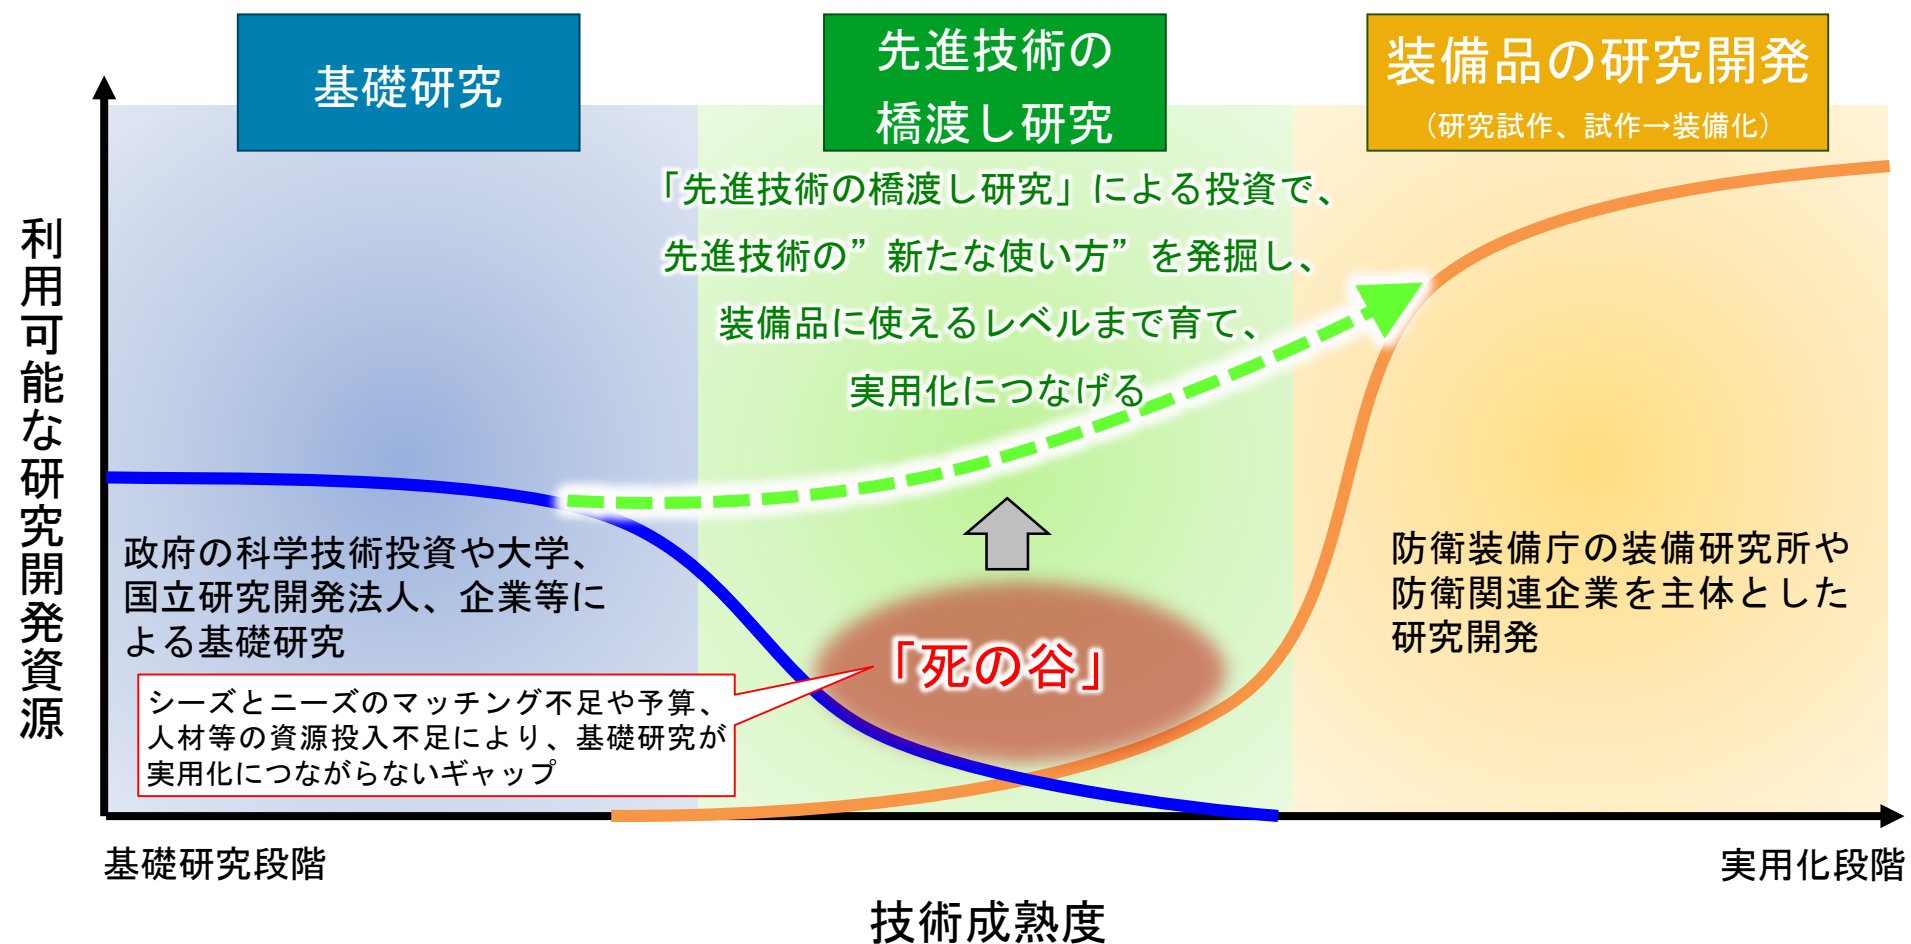 基礎研究
先進技術の
橋渡し研究
装備品の研究開発
（研究試作、試作→装備化）
「先進技術の橋渡し研究」による投資で、
先進技術の”新たな使い方”を発掘し、
装備品に使えるレベルまで育て、
実用化につなげる
利用可能な研究開発資源
政府の科学技術投資や大学、
国立研究開発法人、企業等に
よる基礎研究
防衛装備庁の装備研究所や
防衛関連企業を主体とした
研究開発
「死の谷」
シーズとニーズのマッチング不足や予算、
人材等の資源投入不足により、基礎研究が
実用化につながらないギャップ
基礎研究段階
実用化段階
技術成熟度